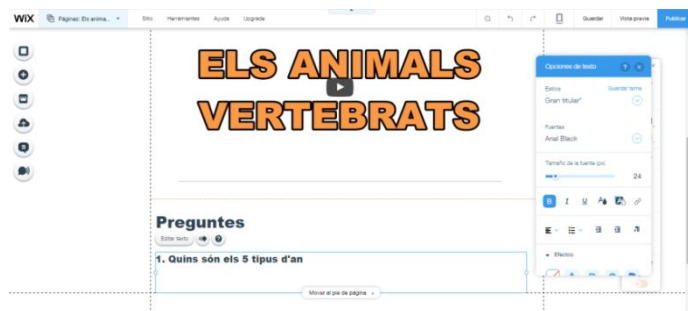 WiX Páginas: Els anima.. Sitio Herramientas Ayuda Upgrade Guardar Vista previa Publicar
ELS ANIMALS
VERTEBRATS
Opciones de texto ?
Estilos Guardar tema
Gran titular*
Fuentes
Arial Black
Tamaño de la fuente (px)
24
B I U
Efectos
Preguntes
Editar texto ?
1. Quins són els 5 tipus d'an
Mover al pie de página